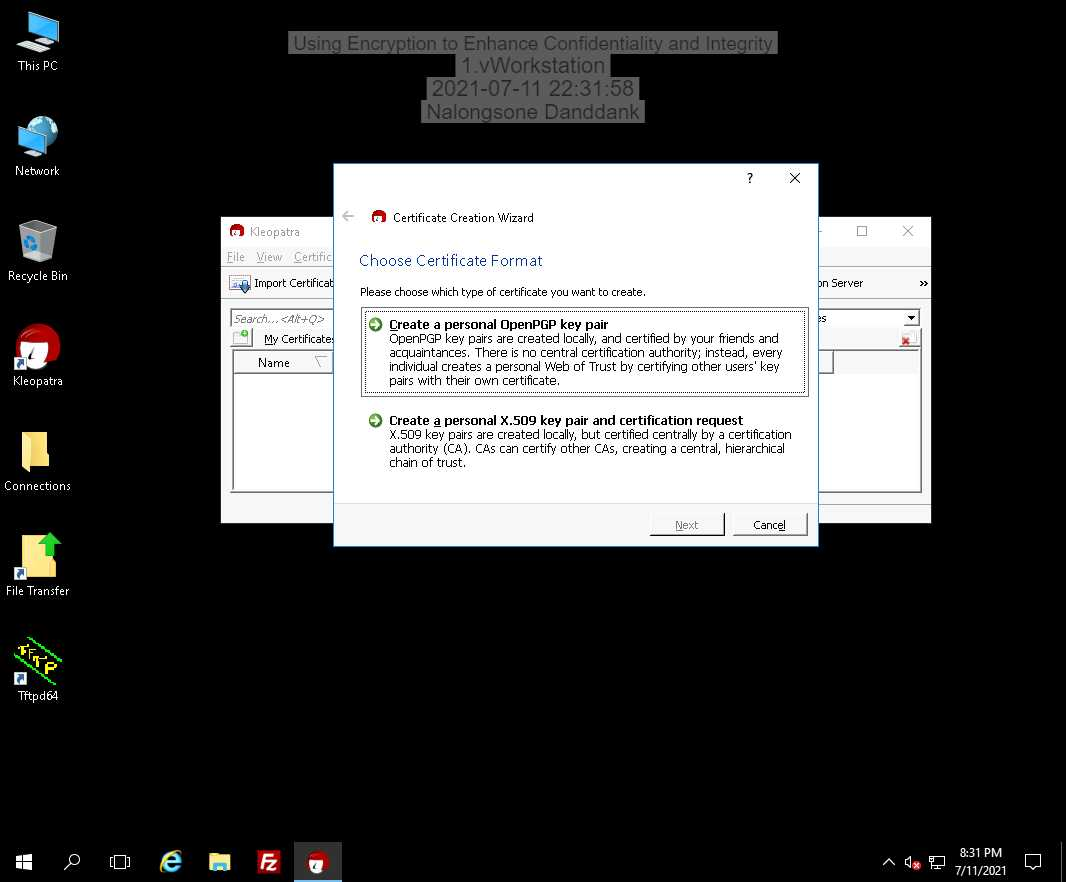 Using Encryption to Enhance Confidentiality and Integrity
1.vWorkstation
2021-07-11 22:31:58
Nalongsone Danddank
This PC
Network
Recycle Bin
Kleopatra
Connections
File Transfer
TFTP
Tftpd64
Kleopatra
File View Certific
Import Certificat
on Server
»
Search...<Alt+Q>
es
My Certificates
Name
?
Certificate Creation Wizard
Choose Certificate Format
Please choose which type of certificate you want to create.
Create a personal OpenPGP key pair
OpenPGP key pairs are created locally, and certified by your friends and
acquaintances. There is no central certification authority; instead, every
individual creates a personal Web of Trust by certifying other users' key
pairs with their own certificate.
Create a personal X.509 key pair and certification request
X.509 key pairs are created locally, but certified centrally by a certification
authority (CA). CAs can certify other CAs, creating a central, hierarchical
chain of trust.
Next
Cancel
Fz
8:31 PM
7/11/2021